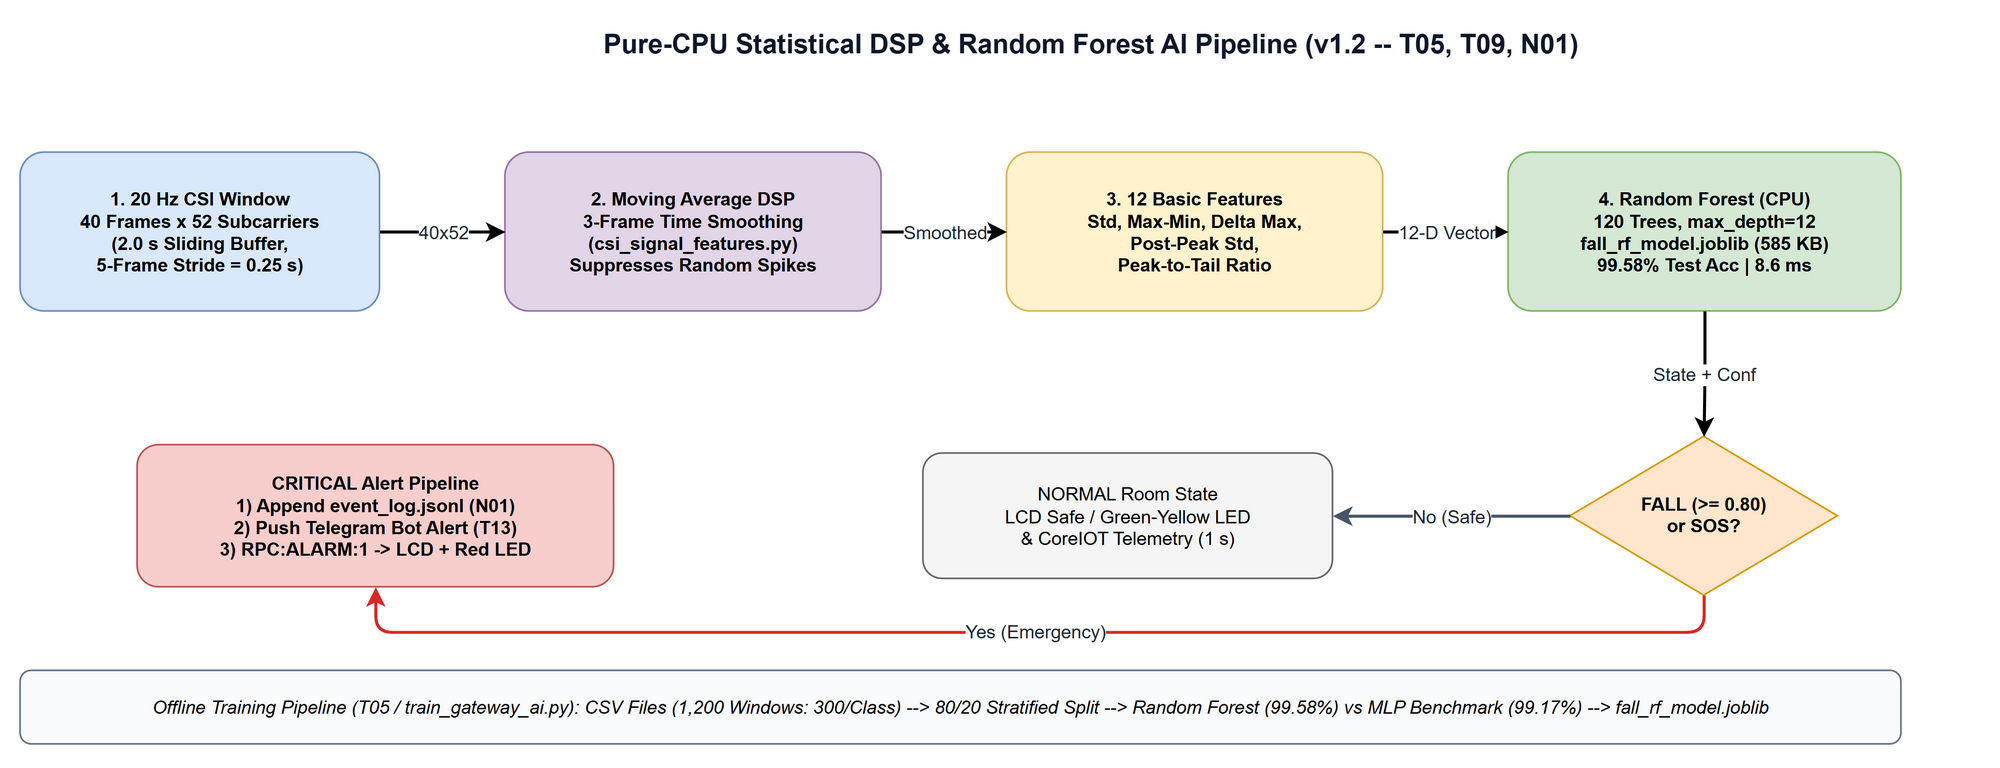 Pure-CPU Statistical DSP & Random Forest AI Pipeline (v1.2 -- T05, T09, N01)
1. 20 Hz CSI Window
40 Frames x 52 Subcarriers
(2.0 s Sliding Buffer,
5-Frame Stride = 0.25 s)
40x52
2. Moving Average DSP
3-Frame Time Smoothing
(csi_signal_features.py)
Suppresses Random Spikes
Smoothed
3. 12 Basic Features
Std, Max-Min, Delta Max,
Post-Peak Std,
Peak-to-Tail Ratio
12-D Vector
4. Random Forest (CPU)
120 Trees, max_depth=12
fall_rf_model.joblib (585 KB)
99.58% Test Acc | 8.6 ms
State + Conf
FALL (>= 0.80)
or SOS?
No (Safe)
NORMAL Room State
LCD Safe / Green-Yellow LED
& CoreIOT Telemetry (1 s)
CRITICAL Alert Pipeline
1) Append event_log.jsonl (N01)
2) Push Telegram Bot Alert (T13)
3) RPC:ALARM:1 -> LCD + Red LED
Yes (Emergency)
Offline Training Pipeline (T05 / train_gateway_ai.py): CSV Files (1,200 Windows: 300/Class) --> 80/20 Stratified Split --> Random Forest (99.58%) vs MLP Benchmark (99.17%) --> fall_rf_model.joblib